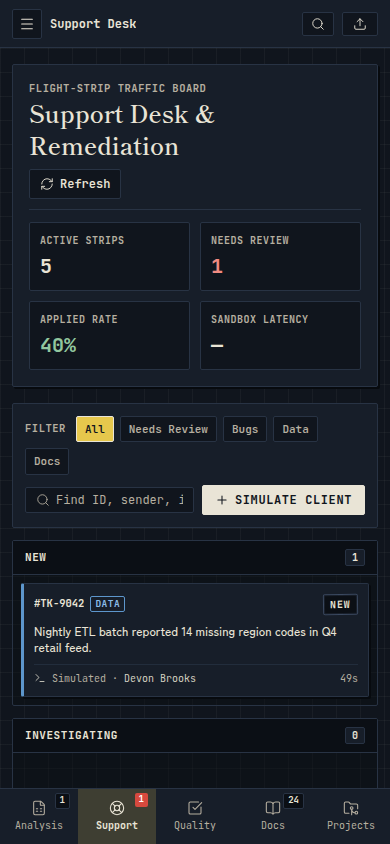 Support Desk
FLIGHT-STRIP TRAFFIC BOARD
Support Desk &
Remediation
Refresh
ACTIVE STRIPS
5
NEEDS REVIEW
1
APPLIED RATE
40%
SANDBOX LATENCY
—
FILTER All Needs Review Bugs Data
Docs
Find ID, sender, i
+ SIMULATE CLIENT
NEW 1
#TK-9042 DATA NEW
Nightly ETL batch reported 14 missing region codes in Q4
retail feed.
Simulated · Devon Brooks 49s
INVESTIGATING 0
1 1 24
Analysis Support Quality Docs Projects